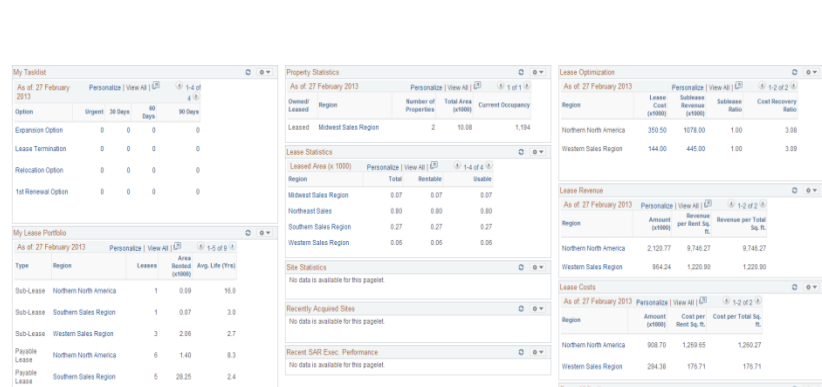 My Tasklist
As of: 27 February 2013 Personalize | View All | 1-4 of 4
Option Urgent 30 Days 60 Days 90 Days
Expansion Option 0 0 0 0
Lease Termination 0 0 0 0
Relocation Option 0 0 0 0
1st Renewal Option 0 0 0 0
My Lease Portfolio
As of: 27 February 2013 Personalize | View All | 1-5 of 9
Type Region Leases Area Rented (x1000) Avg. Life (Yrs)
Sub-Lease Northern North America 1 0.09 16.0
Sub-Lease Southern Sales Region 1 0.07 3.0
Sub-Lease Western Sales Region 3 2.06 2.7
Payable Lease Northern North America 6 1.40 8.3
Payable Lease Southern Sales Region 5 28.25 2.4
Property Statistics
As of: 27 February 2013 Personalize | View All | 1 of 1
Owned/ Leased Region Number of Properties Total Area (x1000) Current Occupancy
Leased Midwest Sales Region 2 10.08 1,194
Lease Statistics
Leased Area (x 1000) Personalize | View All | 1-4 of 4
Region Total Rentable Usable
Midwest Sales Region 0.07 0.07 0.07
Northeast Sales 0.80 0.80 0.80
Southern Sales Region 0.27 0.27 0.27
Western Sales Region 0.06 0.06 0.06
Site Statistics
No data is available for this pagelet.
Recently Acquired Sites
No data is available for this pagelet.
Recent SAR Exec. Performance
No data is available for this pagelet.
Lease Optimization
As of: 27 February 2013 Personalize | View All | 1-2 of 2
Region Lease Cost (x1000) Sublease Revenue (x1000) Sublease Ratio Cost Recovery Ratio
Northern North America 350.50 1078.00 1.00 3.08
Western Sales Region 144.00 445.00 1.00 3.09
Lease Revenue
As of: 27 February 2013 Personalize | View All | 1-2 of 2
Region Amount (x1000) Revenue per Rent Sq. ft. Revenue per Total Sq. ft.
Northern North America 2,120.77 9,746.27 9,746.27
Western Sales Region 864.24 1,220.90 1,220.90
Lease Costs
As of: 27 February 2013 Personalize | View All | 1-2 of 2
Region Amount (x1000) Cost per Rent Sq. ft. Cost per Total Sq. ft.
Northern North America 908.70 1,269.65 1,260.27
Western Sales Region 294.38 176.71 176.71